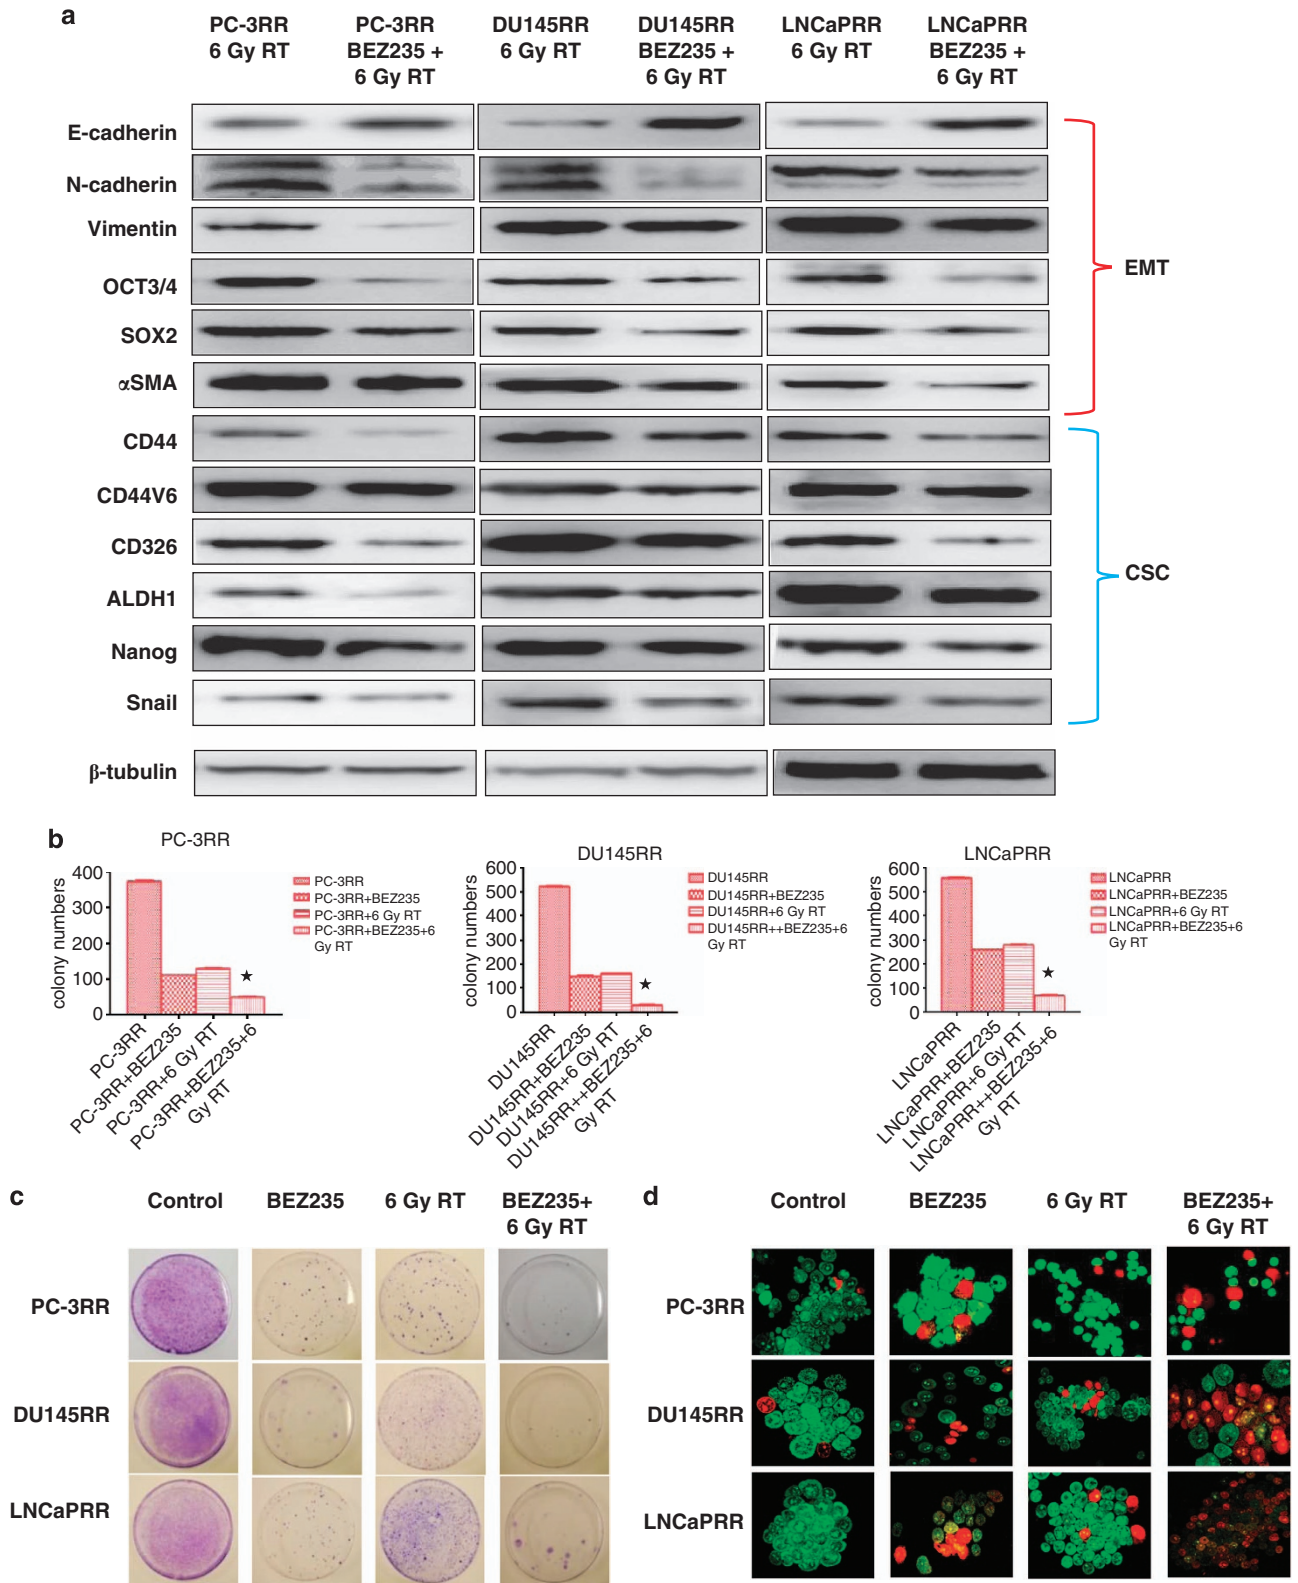 a
PC-3RR
6 Gy RT
PC-3RR
BEZ235 +
6 Gy RT
DU145RR
6 Gy RT
DU145RR
BEZ235 +
6 Gy RT
LNCaPRR
6 Gy RT
LNCaPRR
BEZ235 +
6 Gy RT
E-cadherin
N-cadherin
Vimentin
OCT3/4
SOX2
αSMA
CD44
CD44V6
CD326
ALDH1
Nanog
Snail
β-tubulin
EMT
CSC
b
PC-3RR
colony numbers
400
300
200
100
0
PC-3RR
PC-3RR+BEZ235
PC-3RR+6 Gy RT
PC-3RR+BEZ235+6
Gy RT
★
PC-3RR
PC-3RR+BEZ235
PC-3RR+6 Gy RT
PC-3RR+BEZ235+6
Gy RT
DU145RR
colony numbers
600
500
400
300
200
100
0
DU145RR
DU145RR+BEZ235
DU145RR+6 Gy RT
DU145RR++BEZ235+6
Gy RT
★
DU145RR
DU145RR+BEZ235
DU145RR+6 Gy RT
DU145RR++BEZ235+6
Gy RT
LNCaPRR
colony numbers
600
500
400
300
200
100
0
LNCaPRR
LNCaPRR+BEZ235
LNCaPRR+6 Gy RT
LNCaPRR+BEZ235+6
Gy RT
★
LNCaPRR
LNCaPRR+BEZ235
LNCaPRR+6 Gy RT
LNCaPRR++BEZ235+6
Gy RT
c
Control
BEZ235
6 Gy RT
BEZ235+
6 Gy RT
PC-3RR
DU145RR
LNCaPRR
d
Control
BEZ235
6 Gy RT
BEZ235+
6 Gy RT
PC-3RR
DU145RR
LNCaPRR